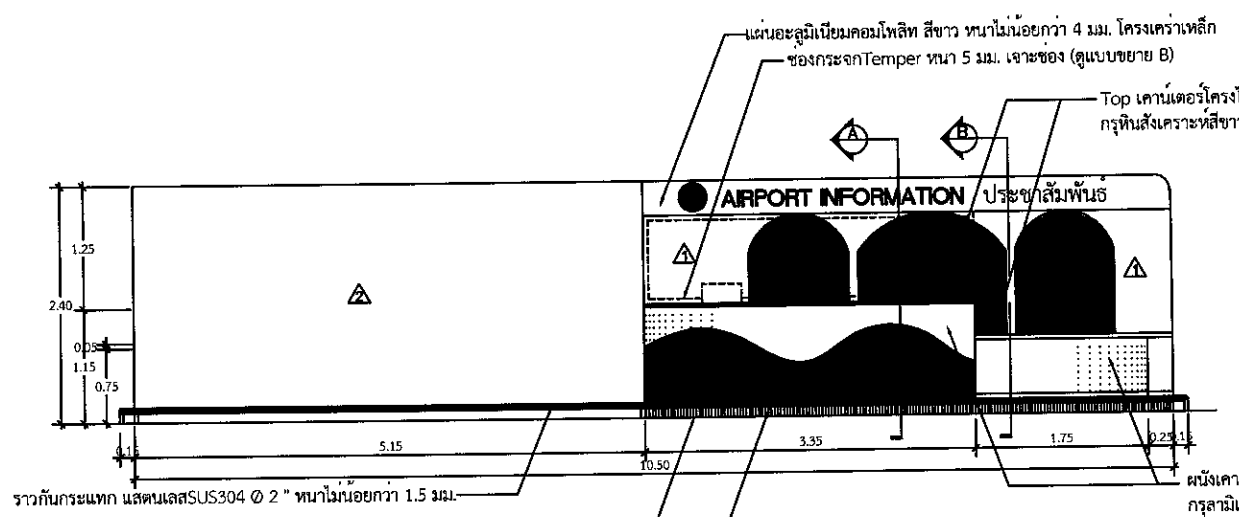 แผ่นอะลูมิเนียมคอมโพสิท สีขาว หนาไม่น้อยกว่า 4 มม. โครงเคร่าเหล็ก
ช่องกระจกTemper หนา 5 มม. เจาะช่อง (ดูแบบขยาย B)
Top เคาน์เตอร์โครงไ
กรุหินสังเคราะห์สีขาว
A
B
AIRPORT INFORMATION ประชาสัมพันธ์
1.25
2.40
1
1
2
0.05
1.15
0.75
0.15
5.15
3.35
1.75
0.25
0.15
10.50
ราวกันกระแทก แสตนเลสSUS304 Ø 2 " หนาไม่น้อยกว่า 1.5 มม.
ผนังเคา
กรุลามิเ